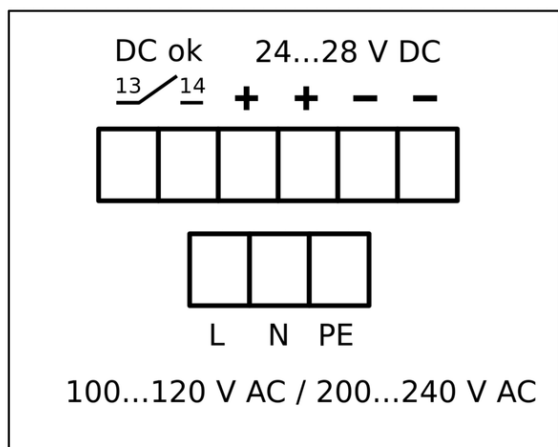 DC ok 24...28 V DC
13 14 + + − −
L N PE
100...120 V AC / 200...240 V AC